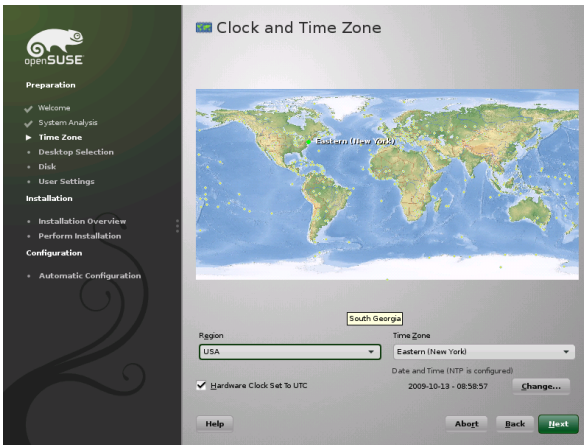 openSUSE
Clock and Time Zone
Preparation
Welcome
System Analysis
Time Zone
Desktop Selection
Disk
User Settings
Installation
Installation Overview
Perform Installation
Configuration
Automatic Configuration
Eastern (New York)
South Georgia
Region
Time Zone
USA
Eastern (New York)
Date and Time (NTP is configured)
Hardware Clock Set To UTC
2009-10-13 - 08:58:57
Change...
Help
Abort
Back
Next